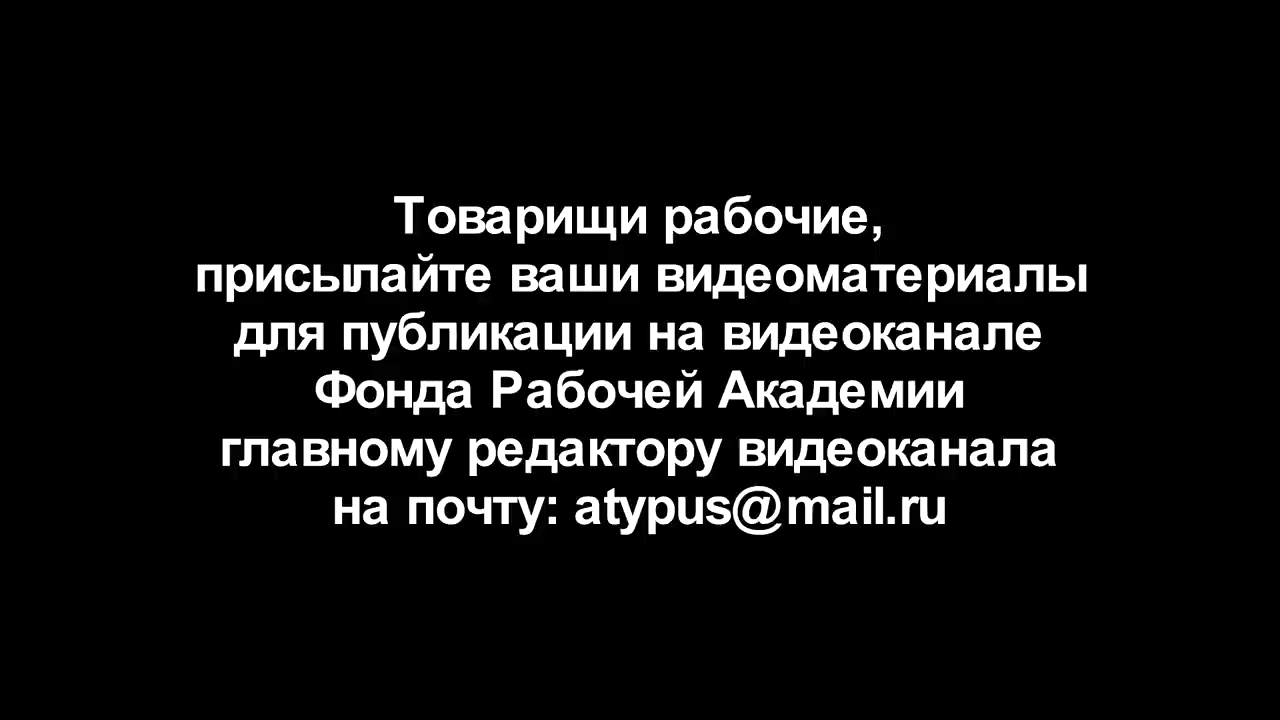 Товарищи рабочие,
присылайте ваши видеоматериалы
для публикации на видеоканале
Фонда Рабочей Академии
главному редактору видеоканала
на почту: atypus@mail.ru